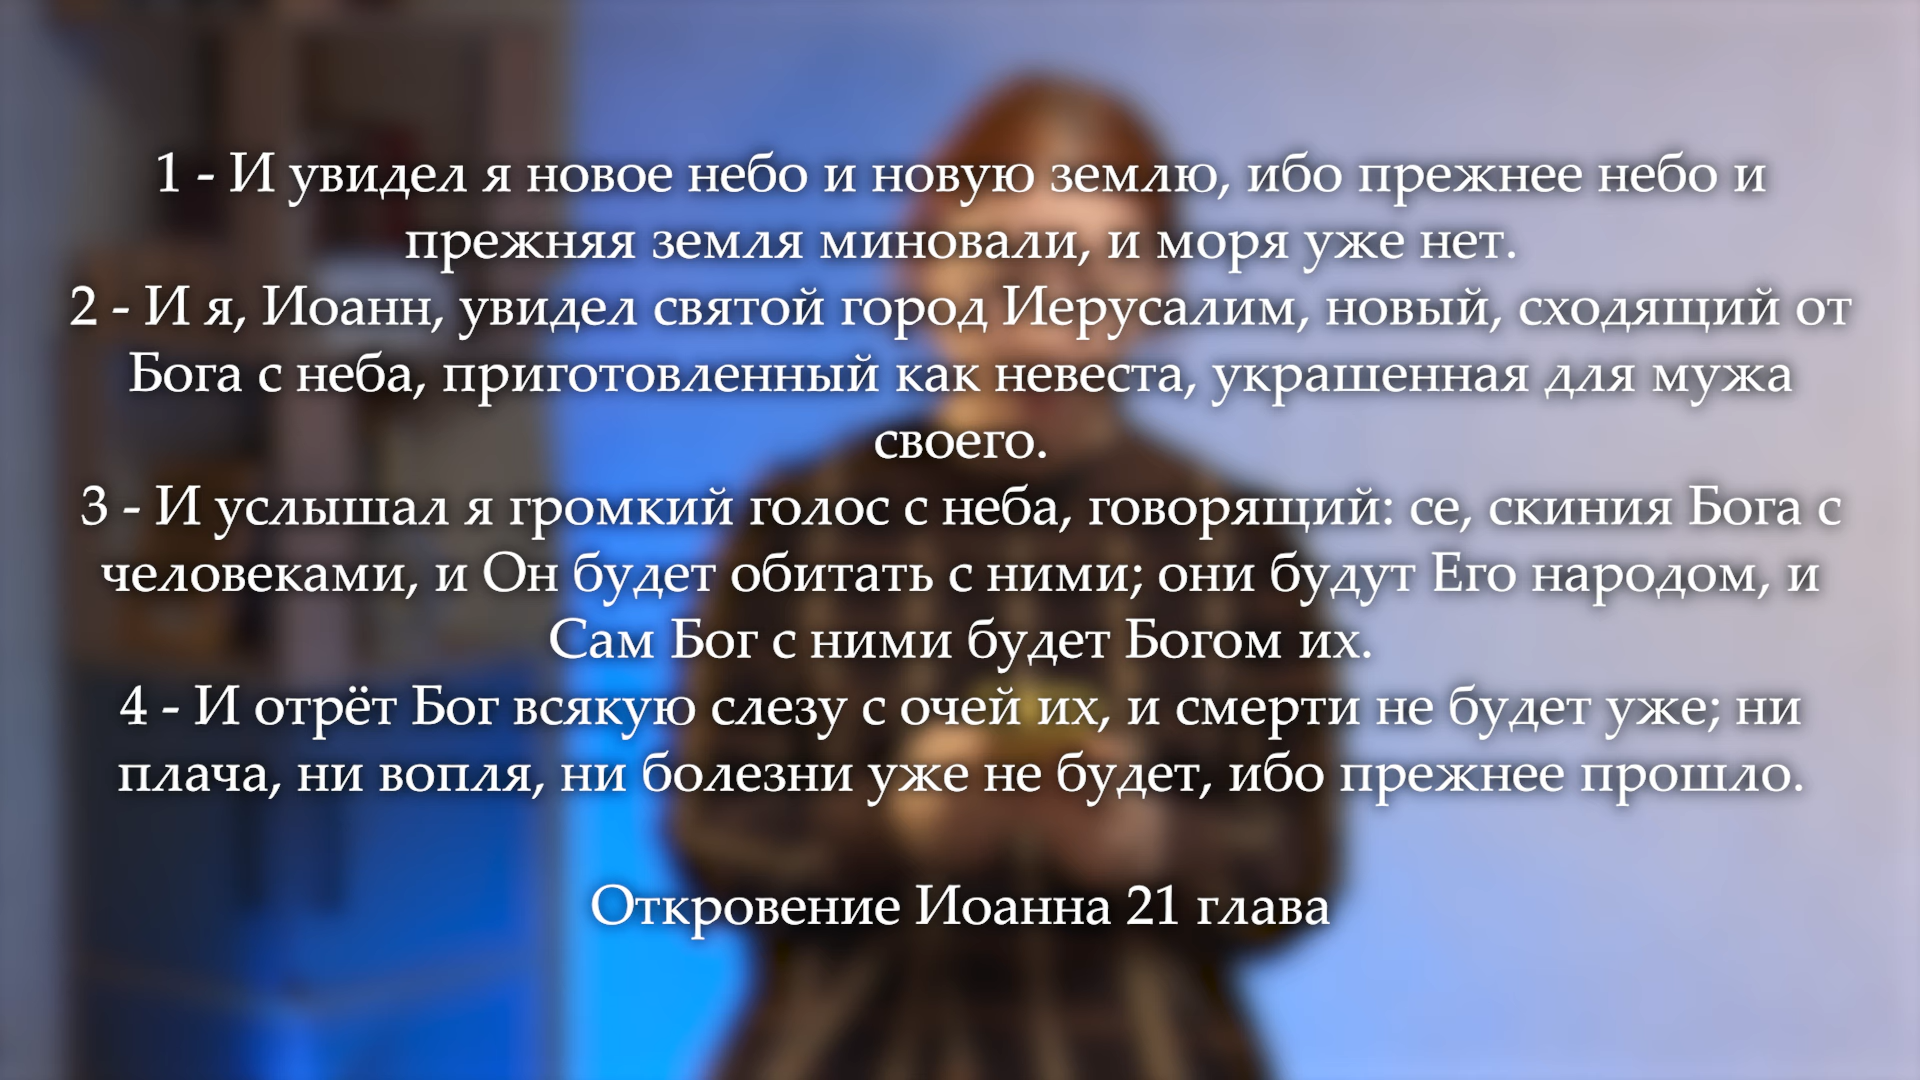 1 - И увидел я новое небо и новую землю, ибо прежнее небо и
прежняя земля миновали, и моря уже нет.
2 - И я, Иоанн, увидел святой город Иерусалим, новый, сходящий от
Бога с неба, приготовленный как невеста, украшенная для мужа
своего.
3 - И услышал я громкий голос с неба, говорящий: се, скиния Бога с
человеками, и Он будет обитать с ними; они будут Его народом, и
Сам Бог с ними будет Богом их.
4 - И отрёт Бог всякую слезу с очей их, и смерти не будет уже; ни
плача, ни вопля, ни болезни уже не будет, ибо прежнее прошло.
Откровение Иоанна 21 глава